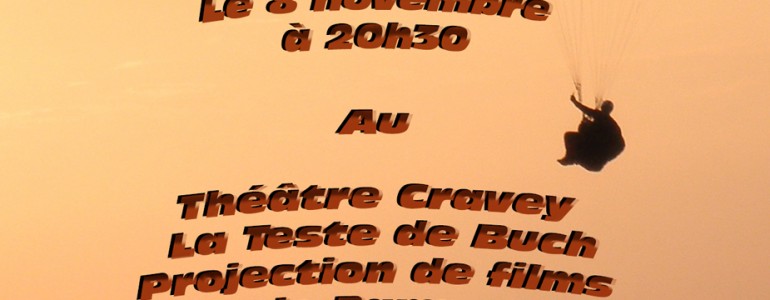 Le 8 novembre
à 20h30
Au
Théâtre Cravey
La Teste de Buch
Projection de films